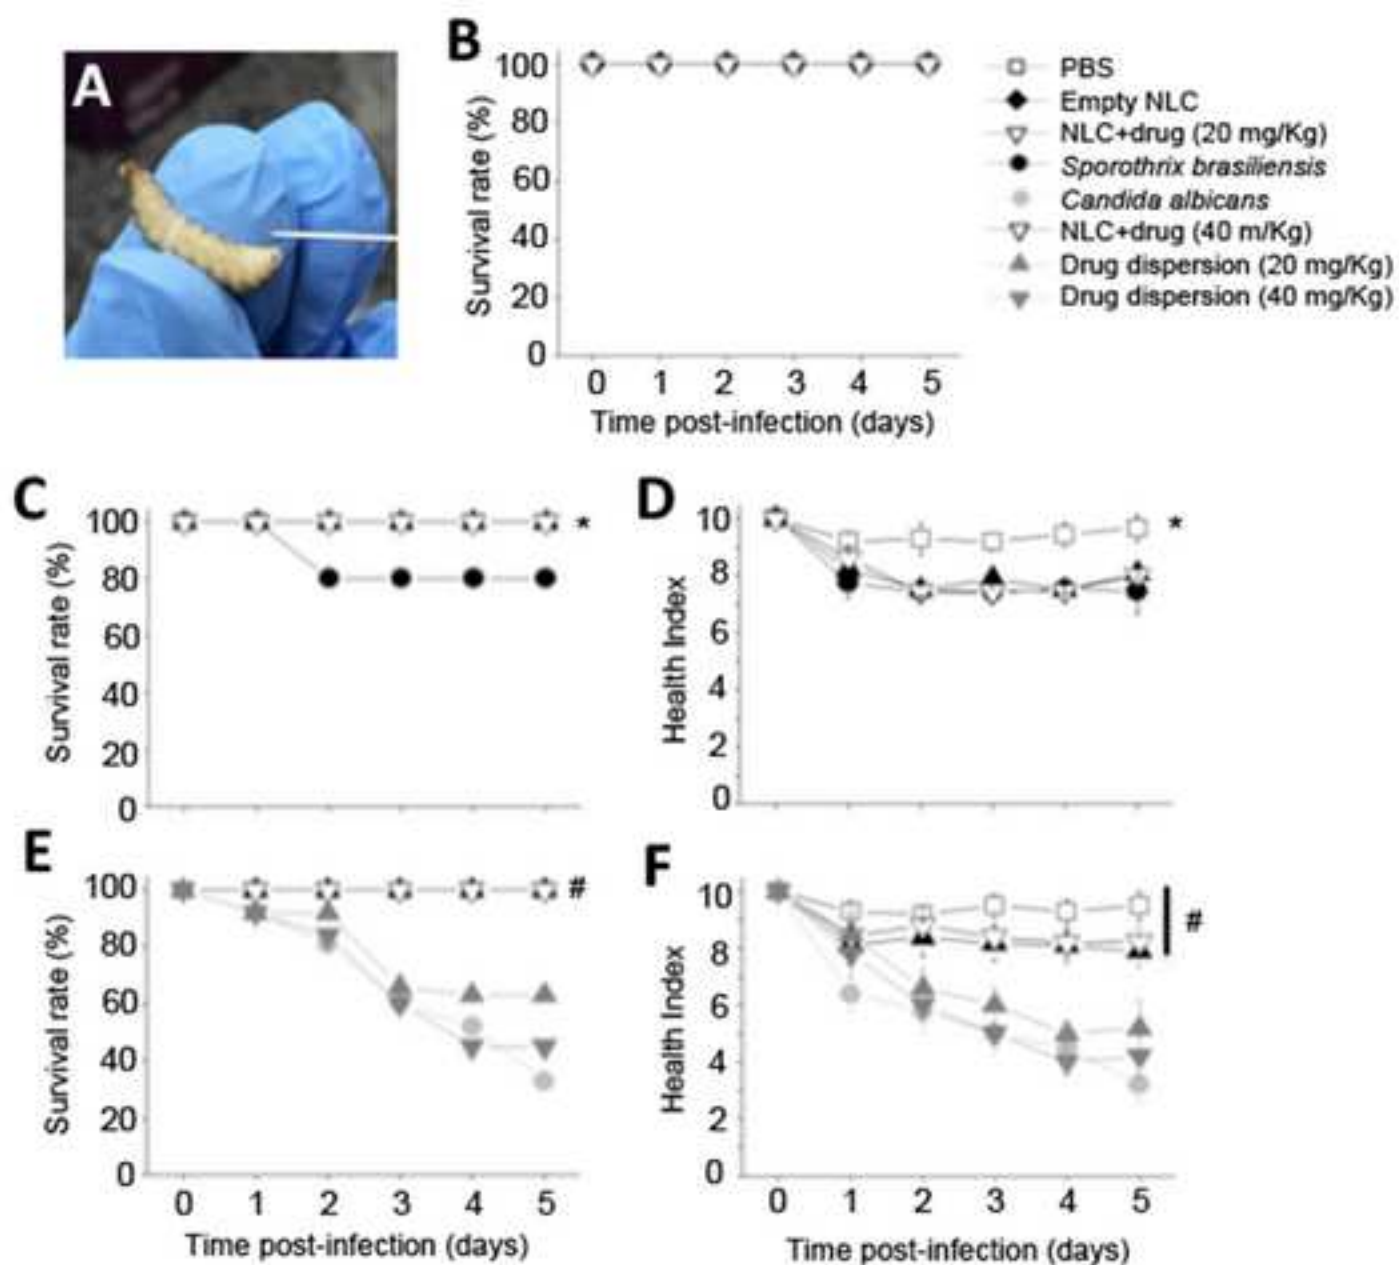 A
B
100
80
60
40
20
0
Survival rate (%)
0 1 2 3 4 5
Time post-infection (days)
PBS
Empty NLC
NLC+drug (20 mg/Kg)
Sporothrix brasiliensis
Candida albicans
NLC+drug (40 m/Kg)
Drug dispersion (20 mg/Kg)
Drug dispersion (40 mg/Kg)
C
100
80
60
40
20
0
Survival rate (%)
*
D
10
8
6
4
2
0
Health Index
*
E
100
80
60
40
20
0
Survival rate (%)
#
0 1 2 3 4 5
Time post-infection (days)
F
10
8
6
4
2
0
Health Index
#
0 1 2 3 4 5
Time post-infection (days)